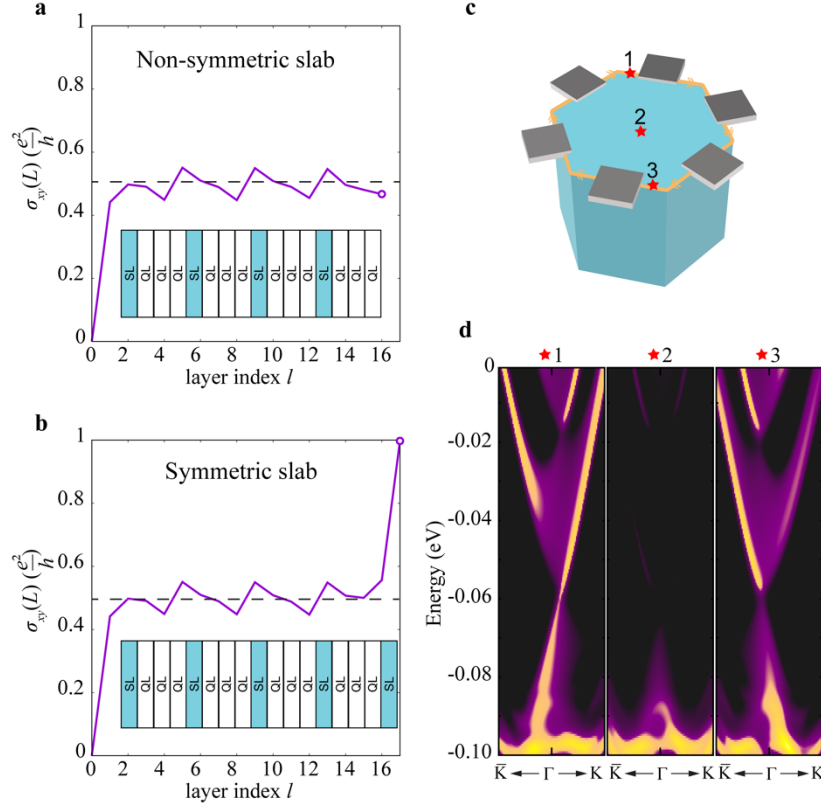 a
1
0.8
0.6
0.4
0.2
0
σxy(L) (e²/h)
Non-symmetric slab
SL QL QL QL SL QL QL QL SL QL QL QL SL QL QL QL
0 2 4 6 8 10 12 14 16
layer index l
b
1
0.8
0.6
0.4
0.2
0
σxy(L) (e²/h)
Symmetric slab
SL QL QL QL SL QL QL QL SL QL QL QL SL QL QL QL SL
0 2 4 6 8 10 12 14 16
layer index l
c
1
2
3
d
1 2 3
0
-0.02
-0.04
-0.06
-0.08
-0.10
Energy (eV)
K̅ Γ K K̅ Γ K K̅ Γ K